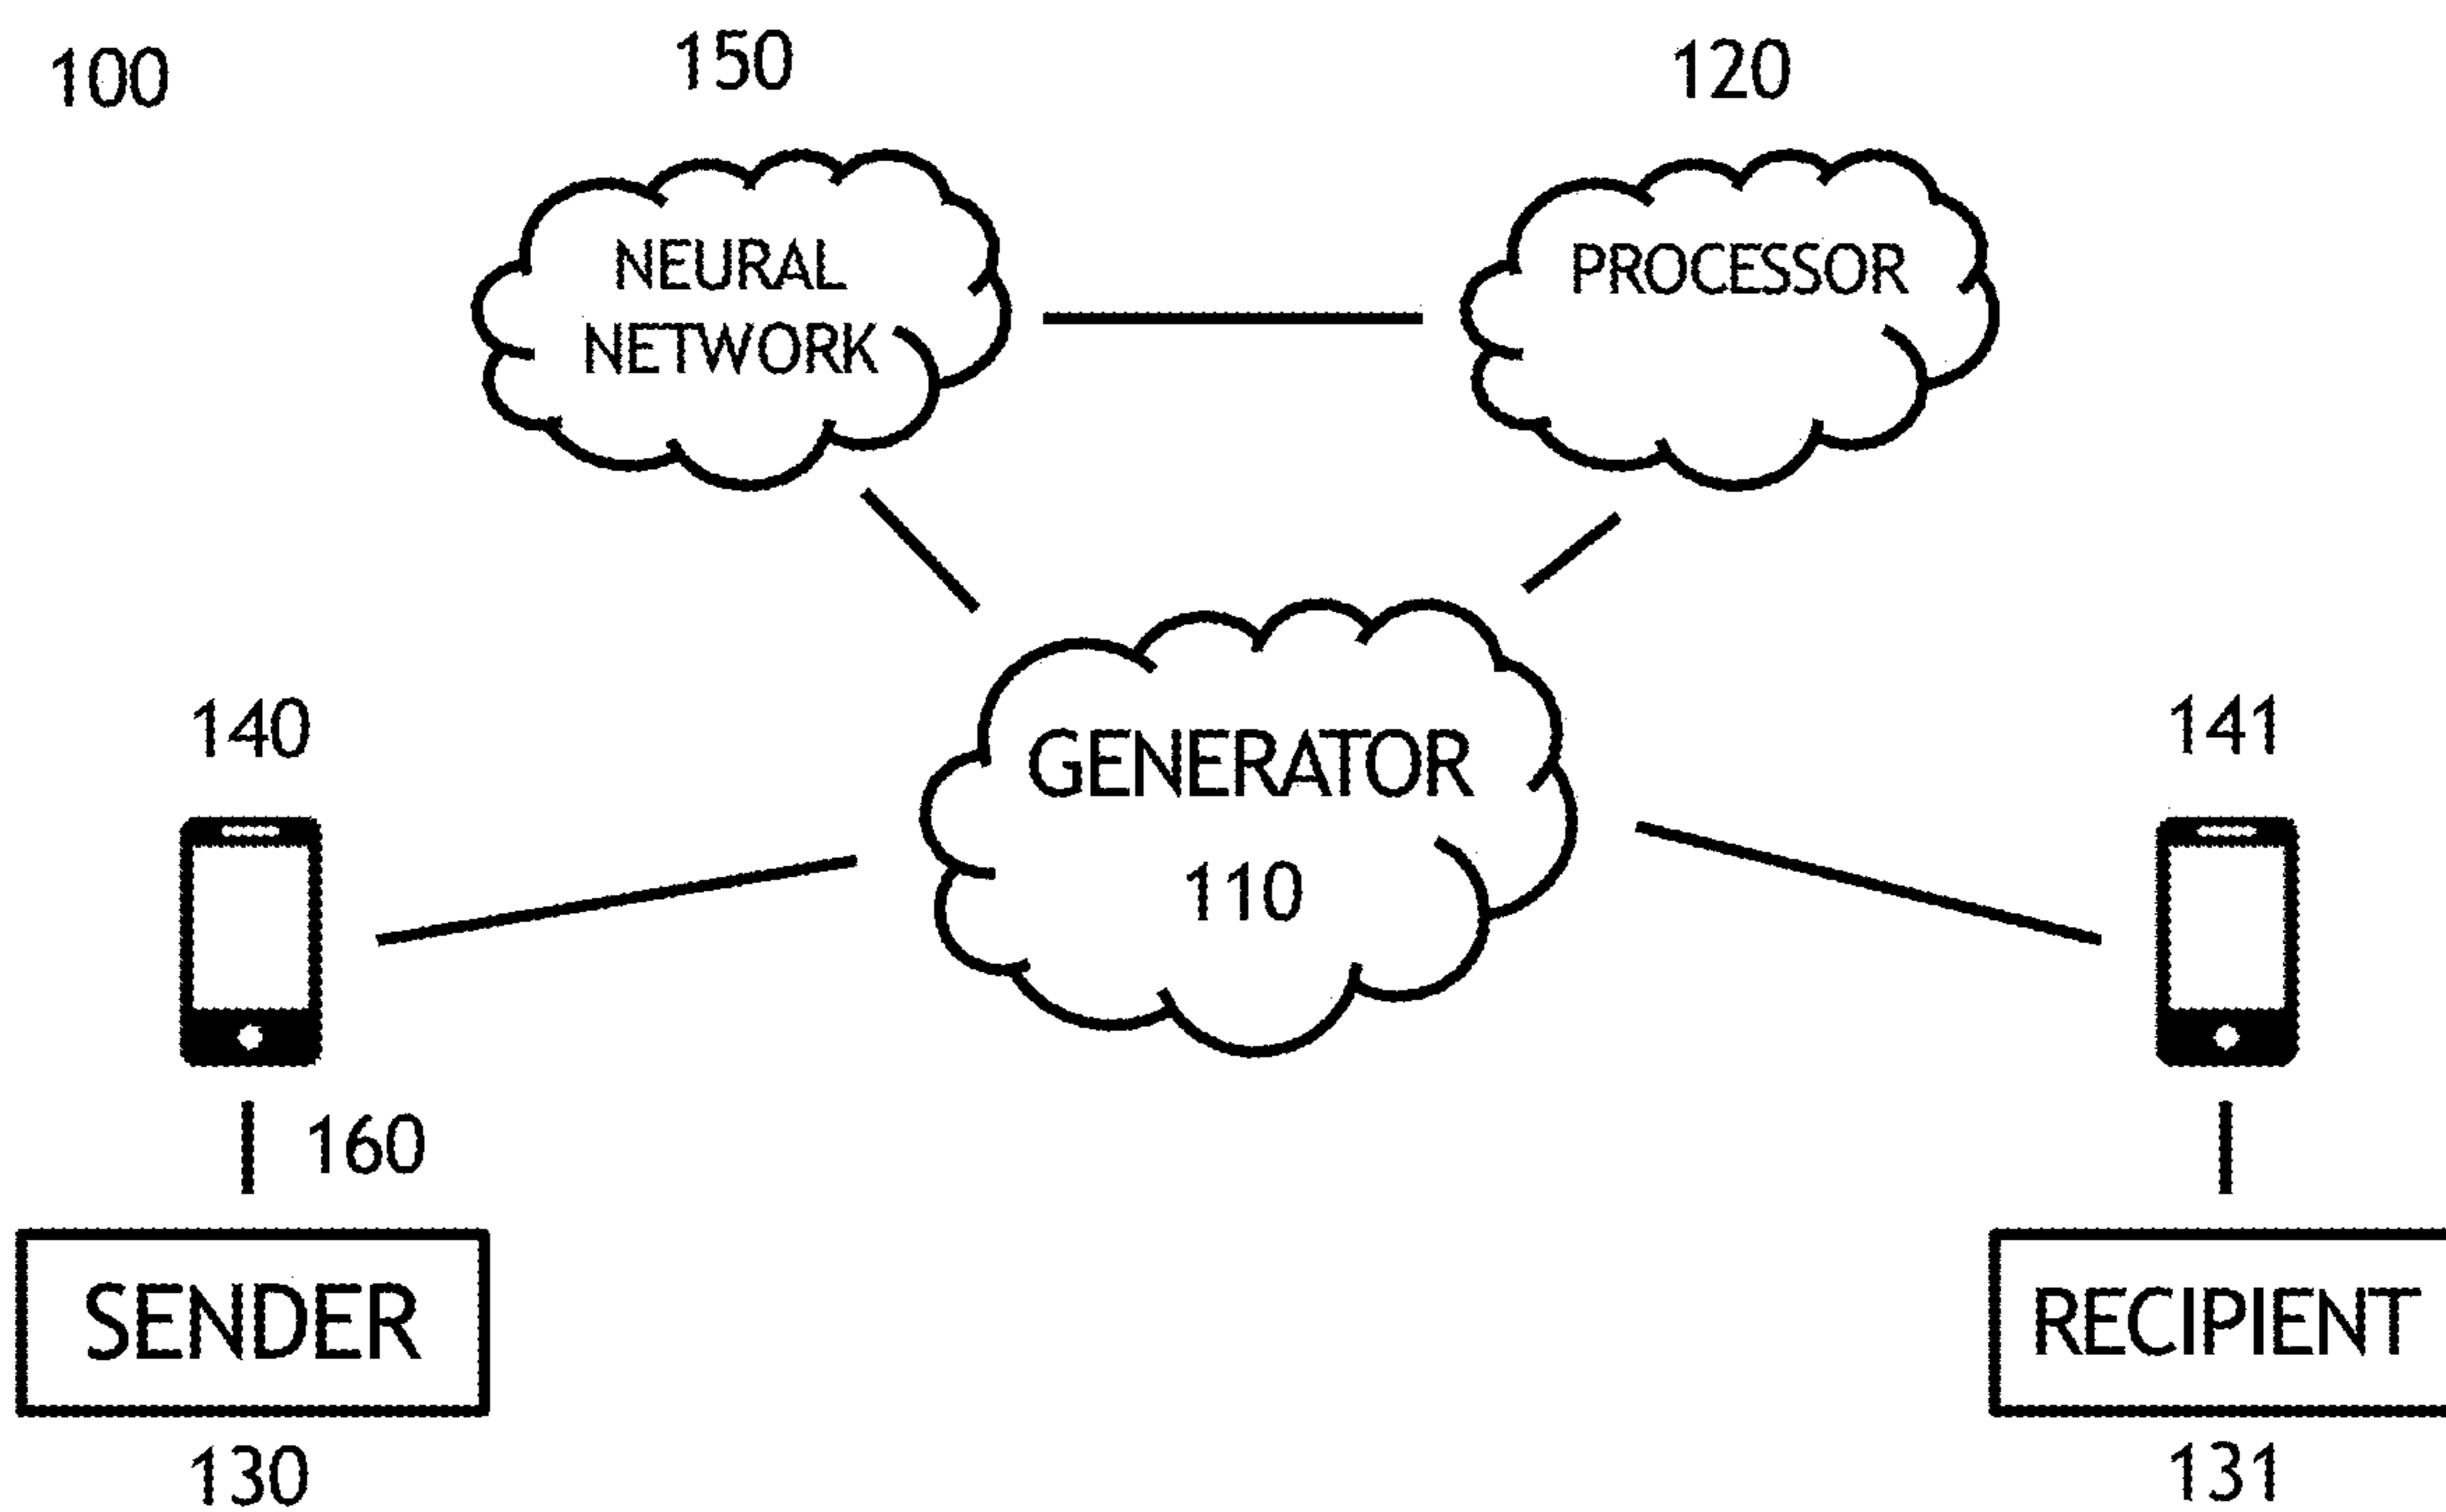 100
150
120
NEURAL
NETWORK
PROCESSOR
140
GENERATOR
110
141
160
SENDER
RECIPIENT
130
131